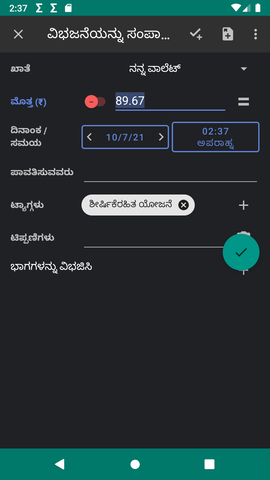 2:37
ವಿಭಜನೆಯನ್ನು ಸಂಪಾ...
ಖಾತೆ ನನ್ನ ವಾಲೆಟ್
ಮೊತ್ತ (₹) 89.67
ದಿನಾಂಕ / ಸಮಯ 10/7/21 02:37 ಅಪರಾಹ್ನ
ಪಾವತಿಸುವವರು
ಟ್ಯಾಗ್ಗಳು ಶೀರ್ಷಿಕೆರಹಿತ ಯೋಜನೆ
ಟಿಪ್ಪಣಿಗಳು
ಭಾಗಗಳನ್ನು ವಿಭಜಿಸಿ